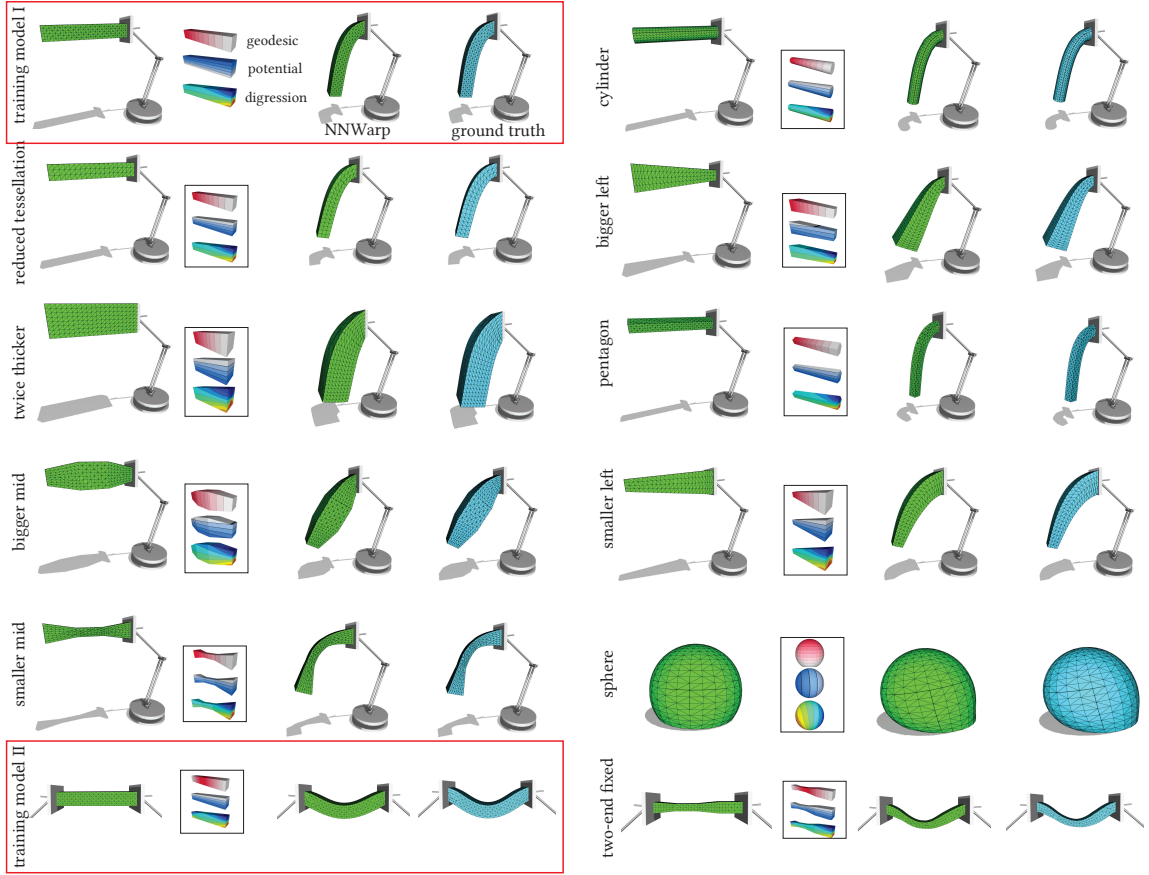 training model I
geodesic
potential
digression
NNWarp
ground truth
cylinder
reduced tessellation
bigger left
twice thicker
pentagon
bigger mid
smaller left
smaller mid
sphere
training model II
two-end fixed